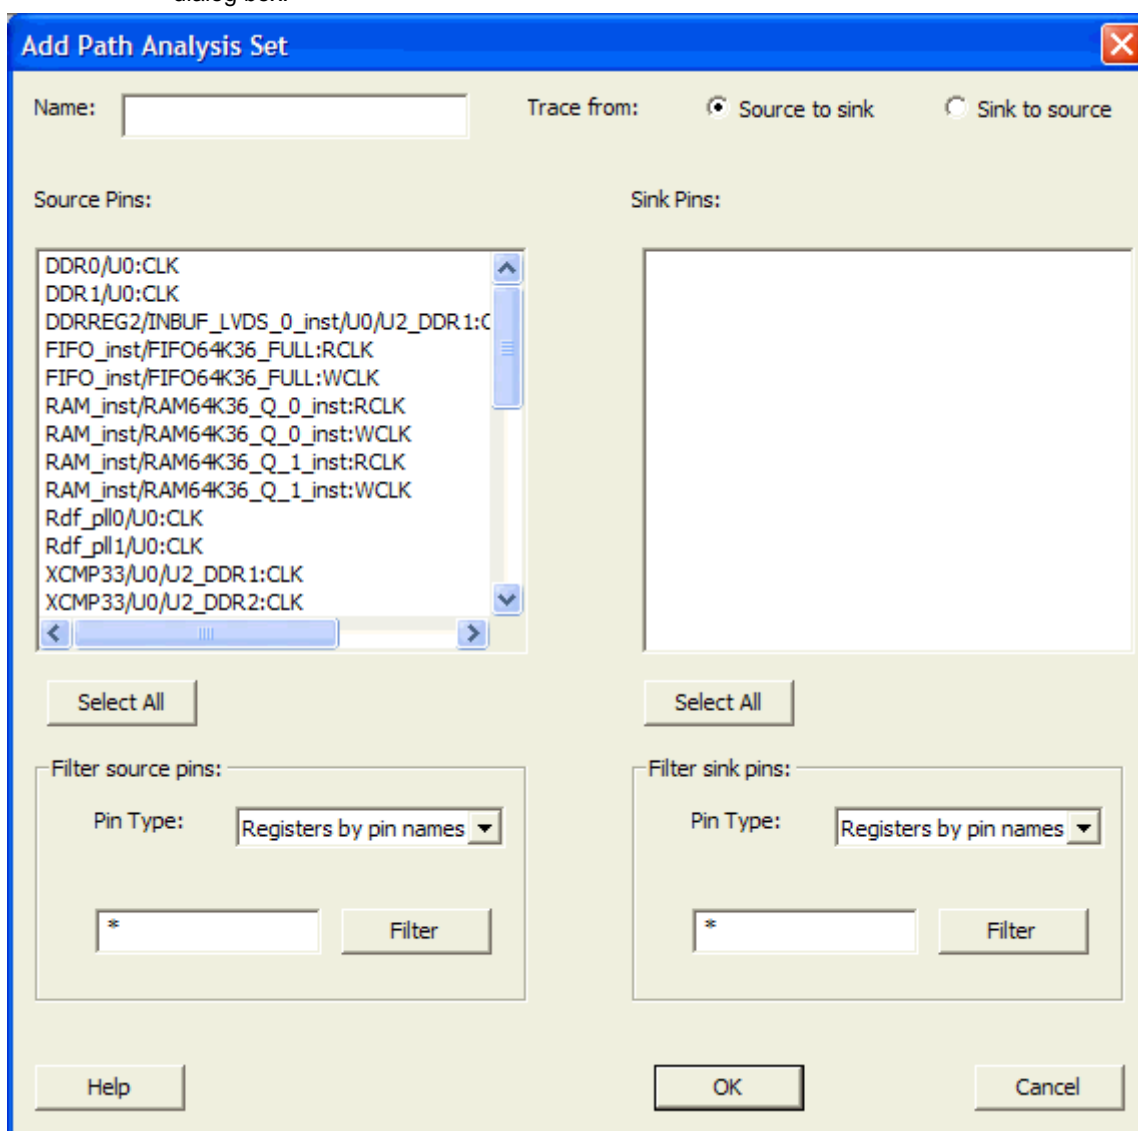 Add Path Analysis Set
Name:
Trace from:
Source to sink
Sink to source
Source Pins:
Sink Pins:
DDR0/U0:CLK
DDR1/U0:CLK
DDRREG2/INBUF_LVDS_0_inst/U0/U2_DDR1:C
FIFO_inst/FIFO64K36_FULL:RCLK
FIFO_inst/FIFO64K36_FULL:WCLK
RAM_inst/RAM64K36_Q_0_inst:RCLK
RAM_inst/RAM64K36_Q_0_inst:WCLK
RAM_inst/RAM64K36_Q_1_inst:RCLK
RAM_inst/RAM64K36_Q_1_inst:WCLK
Rdf_pll0/U0:CLK
Rdf_pll1/U0:CLK
XCMP33/U0/U2_DDR1:CLK
XCMP33/U0/U2_DDR2:CLK
Select All
Select All
Filter source pins:
Pin Type:
Registers by pin names
*
Filter
Filter sink pins:
Pin Type:
Registers by pin names
*
Filter
Help
OK
Cancel